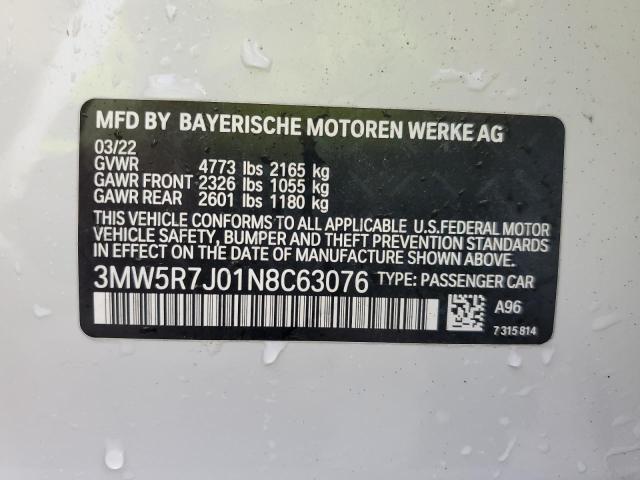 MFD BY BAYERISCHE MOTOREN WERKE AG
03/22
GVWR 4773 lbs 2165 kg
GAWR FRONT 2326 lbs 1055 kg
GAWR REAR 2601 lbs 1180 kg
THIS VEHICLE CONFORMS TO ALL APPLICABLE U.S.FEDERAL MOTOR
VEHICLE SAFETY, BUMPER AND THEFT PREVENTION STANDARDS
IN EFFECT ON THE DATE OF MANUFACTURE SHOWN ABOVE.
3MW5R7J01N8C63076 TYPE: PASSENGER CAR
A96
7 315 814